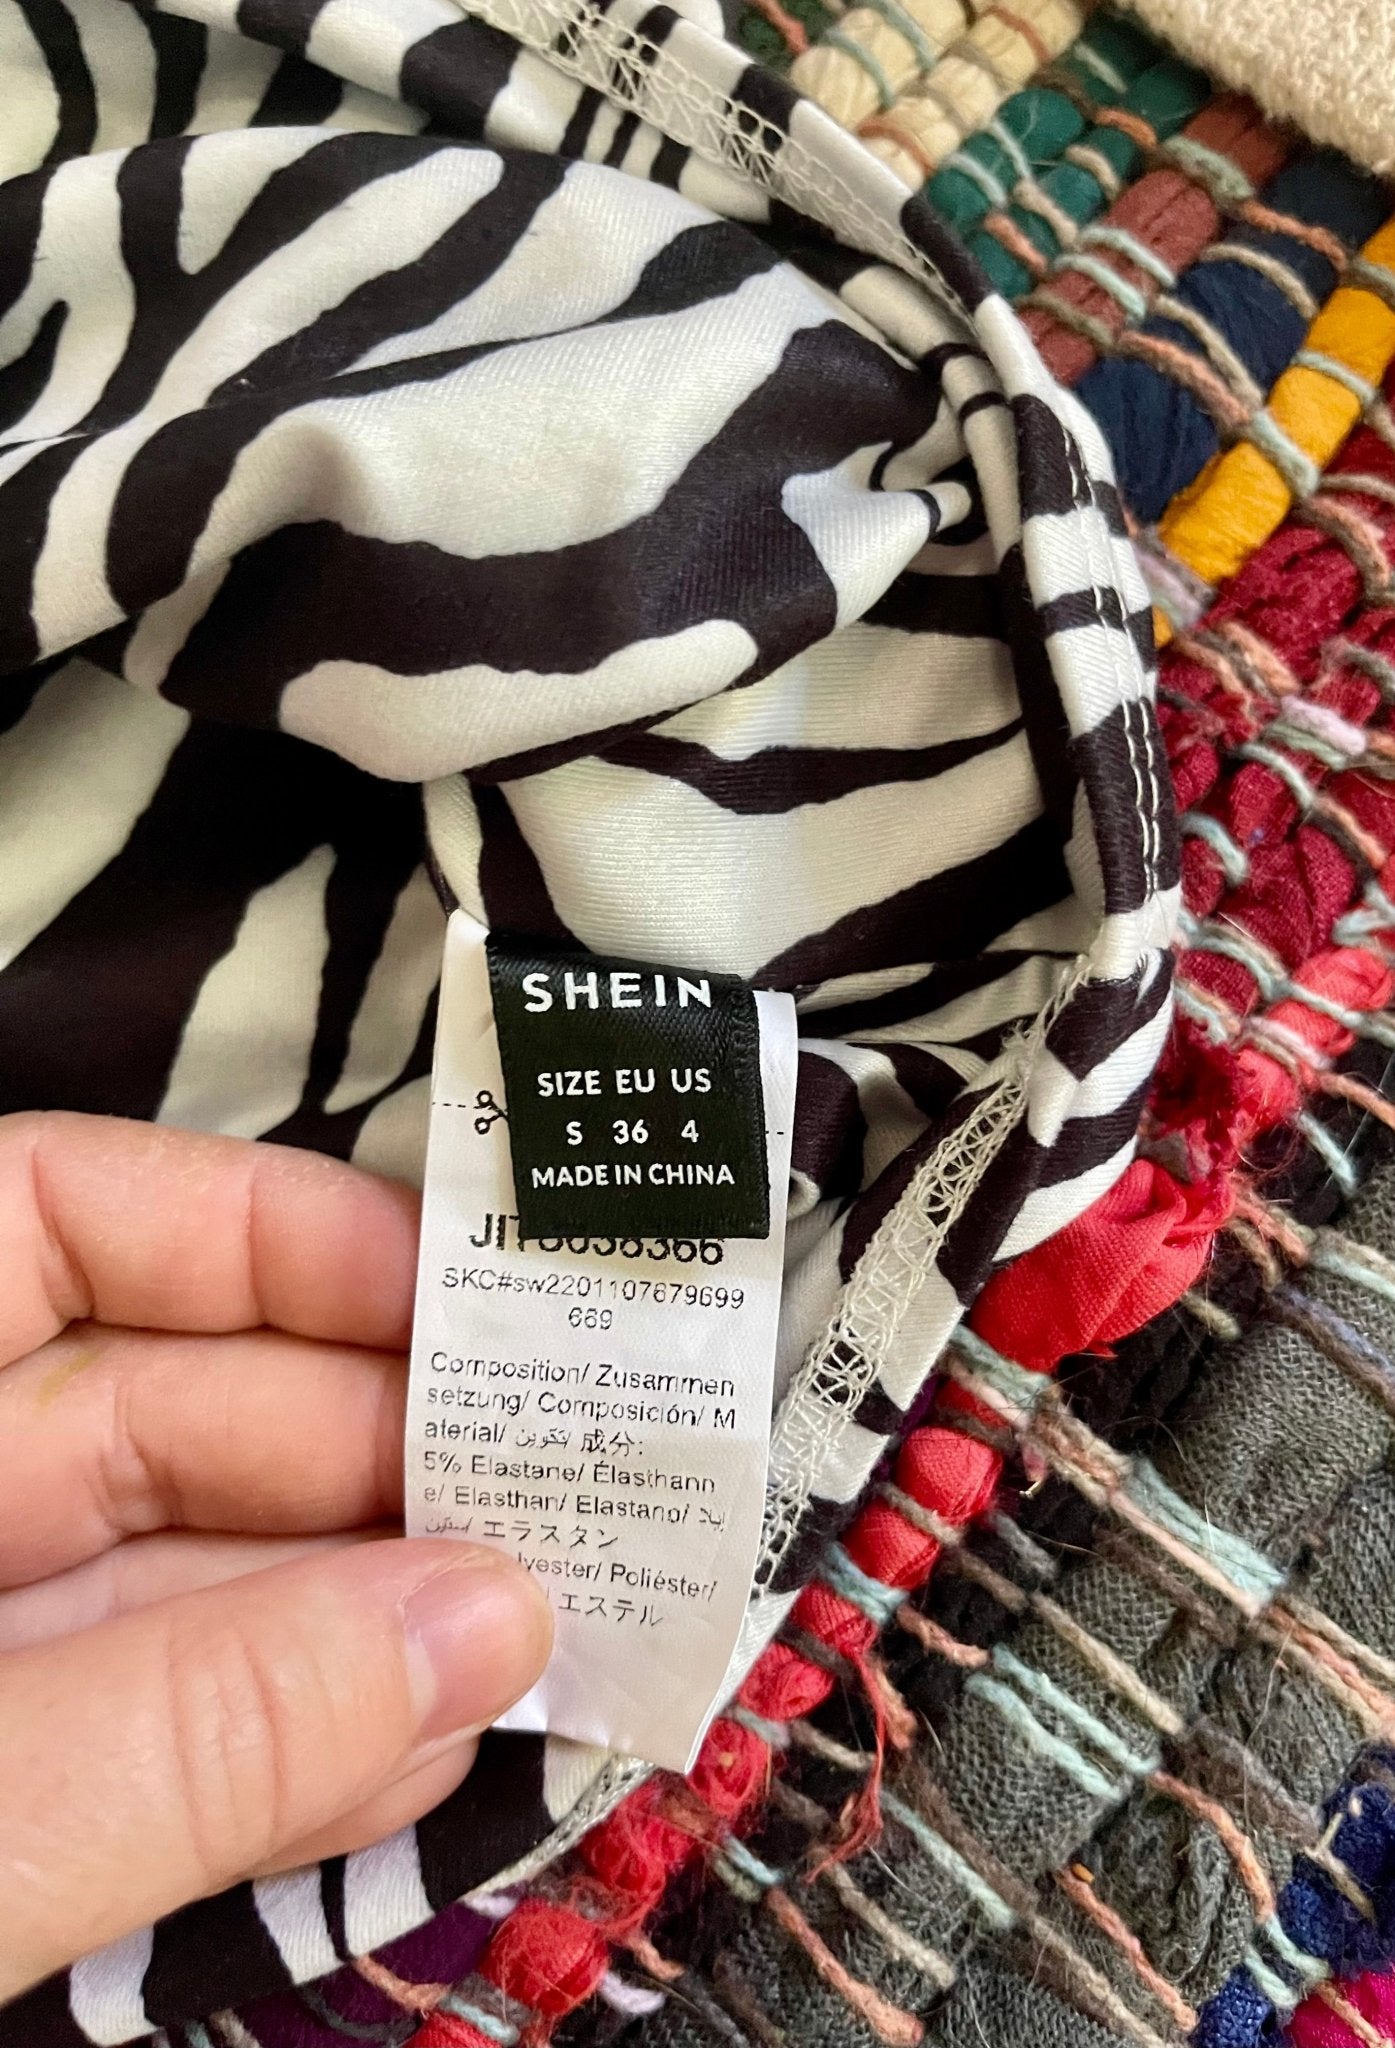 SHEIN
SIZE EU US
S 36 4
MADE IN CHINA
SKC#sw2201107679699
669
Composition/ Zusammen
setzung/ Composición/ M
aterial/ تكوين/ 成分:
5% Elastane/ Élasthann
e/ Elasthan/ Elastano/
エラスタン
lyester/ Poliéster/
エステル